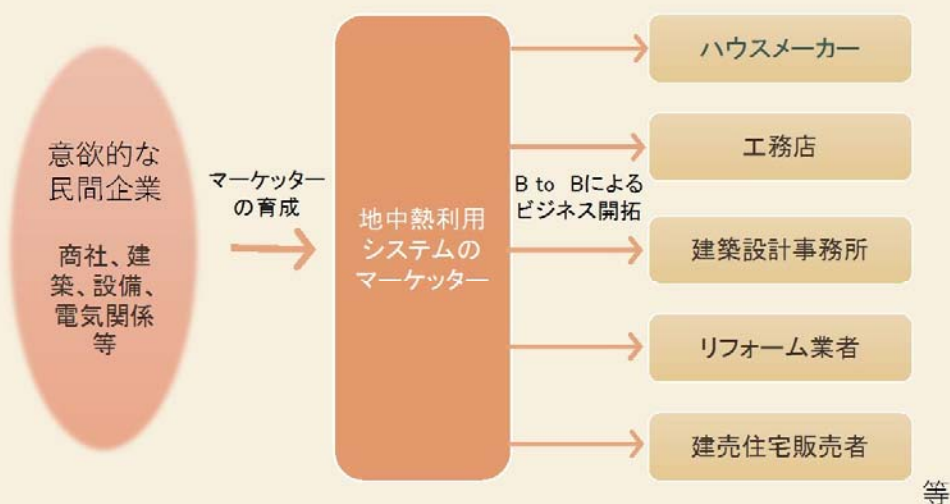 意欲的な
民間企業
商社、建
築、設備、
電気関係
等
マーケッター
の育成
地中熱利用
システムの
マーケッター
B to Bによる
ビジネス開拓
ハウスメーカー
工務店
建築設計事務所
リフォーム業者
建売住宅販売者
等